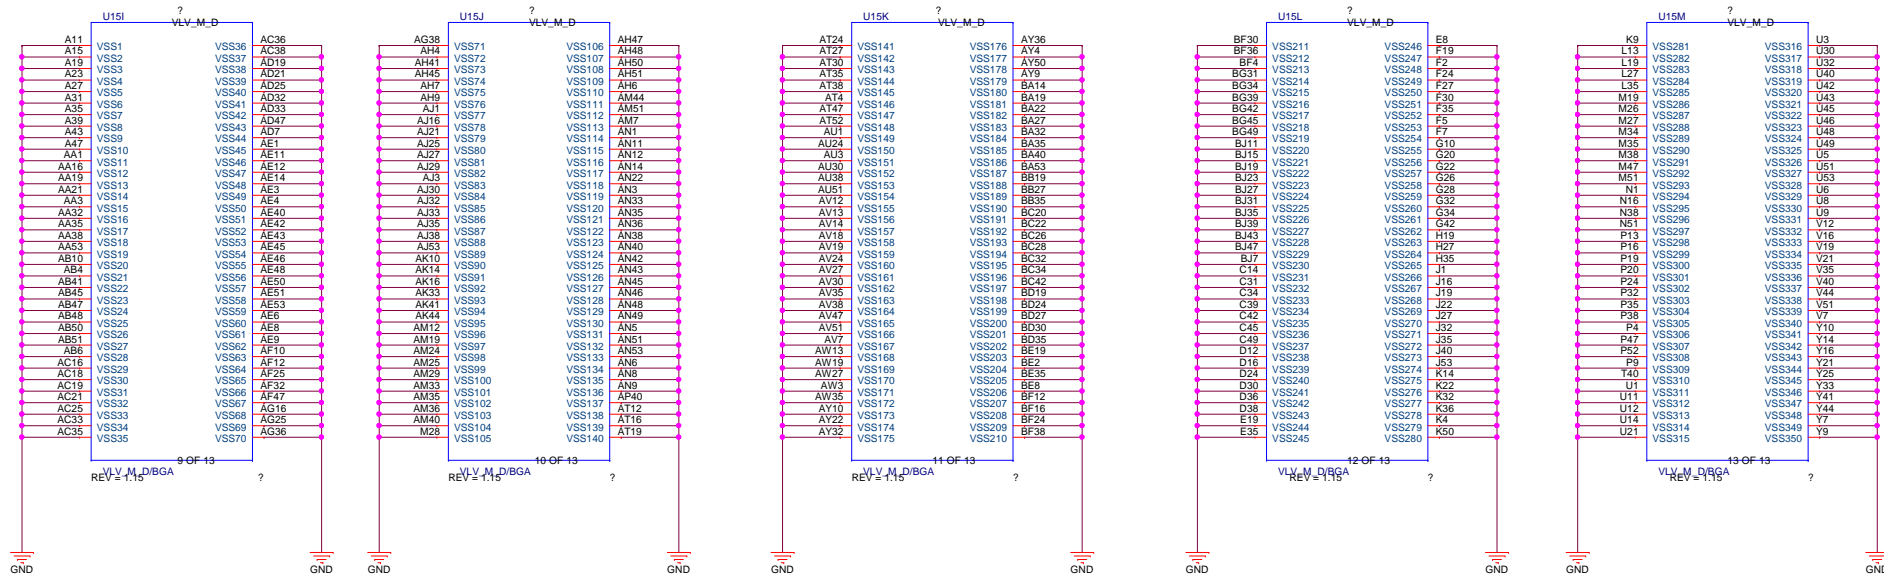 ?
U15I VLV_M_D
A11 VSS1 VSS36 AC36
A15 VSS2 VSS37 AC38
A19 VSS3 VSS38 AD19
A23 VSS4 VSS39 AD21
A27 VSS5 VSS40 AD25
A31 VSS6 VSS41 AD32
A35 VSS7 VSS42 AD33
A39 VSS8 VSS43 AD47
A43 VSS9 VSS44 AD7
A47 VSS10 VSS45 AE1
AA1 VSS11 VSS46 AE11
AA16 VSS12 VSS47 AE12
AA19 VSS13 VSS48 AE14
AA21 VSS14 VSS49 AE3
AA3 VSS15 VSS50 AE4
AA32 VSS16 VSS51 AE40
AA35 VSS17 VSS52 AE42
AA38 VSS18 VSS53 AE43
AA53 VSS19 VSS54 AE45
AB10 VSS20 VSS55 AE46
AB4 VSS21 VSS56 AE48
AB41 VSS22 VSS57 AE50
AB45 VSS23 VSS58 AE51
AB47 VSS24 VSS59 AE53
AB48 VSS25 VSS60 AE6
AB50 VSS26 VSS61 AE8
AB51 VSS27 VSS62 AE9
AB6 VSS28 VSS63 AF10
AC16 VSS29 VSS64 AF12
AC18 VSS30 VSS65 AF25
AC19 VSS31 VSS66 AF32
AC21 VSS32 VSS67 AF47
AC25 VSS33 VSS68 AG16
AC33 VSS34 VSS69 AG25
AC35 VSS35 VSS70 AG36
9 OF 13
VLV_M_D/BGA
REV = 1.15 ?
GND GND
?
U15J VLV_M_D
AG38 VSS71 VSS106 AH47
AH4 VSS72 VSS107 AH48
AH41 VSS73 VSS108 AH50
AH45 VSS74 VSS109 AH51
AH7 VSS75 VSS110 AH6
AH9 VSS76 VSS111 AM44
AJ1 VSS77 VSS112 AM51
AJ16 VSS78 VSS113 AM7
AJ21 VSS79 VSS114 AN1
AJ25 VSS80 VSS115 AN11
AJ27 VSS81 VSS116 AN12
AJ29 VSS82 VSS117 AN14
AJ3 VSS83 VSS118 AN22
AJ30 VSS84 VSS119 AN3
AJ32 VSS85 VSS120 AN33
AJ33 VSS86 VSS121 AN35
AJ35 VSS87 VSS122 AN36
AJ38 VSS88 VSS123 AN38
AJ53 VSS89 VSS124 AN40
AK10 VSS90 VSS125 AN42
AK14 VSS91 VSS126 AN43
AK16 VSS92 VSS127 AN45
AK33 VSS93 VSS128 AN46
AK41 VSS94 VSS129 AN48
AK44 VSS95 VSS130 AN49
AM12 VSS96 VSS131 AN5
AM19 VSS97 VSS132 AN51
AM24 VSS98 VSS133 AN53
AM25 VSS99 VSS134 AN6
AM29 VSS100 VSS135 AN8
AM33 VSS101 VSS136 AN9
AM35 VSS102 VSS137 AP40
AM36 VSS103 VSS138 AT12
AM40 VSS104 VSS139 AT16
M28 VSS105 VSS140 AT19
10 OF 13
VLV_M_D/BGA
REV = 1.15 ?
GND GND
?
U15K VLV_M_D
AT24 VSS141 VSS176 AY36
AT27 VSS142 VSS177 AY4
AT30 VSS143 VSS178 AY50
AT35 VSS144 VSS179 AY9
AT38 VSS145 VSS180 BA14
AT4 VSS146 VSS181 BA19
AT47 VSS147 VSS182 BA22
AT52 VSS148 VSS183 BA27
AU1 VSS149 VSS184 BA32
AU24 VSS150 VSS185 BA35
AU3 VSS151 VSS186 BA40
AU30 VSS152 VSS187 BA53
AU38 VSS153 VSS188 BB19
AU51 VSS154 VSS189 BB27
AV12 VSS155 VSS190 BB35
AV13 VSS156 VSS191 BC20
AV14 VSS157 VSS192 BC22
AV18 VSS158 VSS193 BC26
AV19 VSS159 VSS194 BC28
AV24 VSS160 VSS195 BC32
AV27 VSS161 VSS196 BC34
AV30 VSS162 VSS197 BC42
AV35 VSS163 VSS198 BD19
AV38 VSS164 VSS199 BD24
AV47 VSS165 VSS200 BD27
AV51 VSS166 VSS201 BD30
AV7 VSS167 VSS202 BD35
AW13 VSS168 VSS203 BE19
AW19 VSS169 VSS204 BE2
AW27 VSS170 VSS205 BE35
AW3 VSS171 VSS206 BE8
AW35 VSS172 VSS207 BF12
AY10 VSS173 VSS208 BF16
AY22 VSS174 VSS209 BF24
AY32 VSS175 VSS210 BF38
11 OF 13
VLV_M_D/BGA
REV = 1.15 ?
GND GND
?
U15L VLV_M_D
BF30 VSS211 VSS246 E8
BF36 VSS212 VSS247 F19
BF4 VSS213 VSS248 F2
BG31 VSS214 VSS249 F24
BG34 VSS215 VSS250 F27
BG39 VSS216 VSS251 F30
BG42 VSS217 VSS252 F35
BG45 VSS218 VSS253 F5
BG49 VSS219 VSS254 F7
BJ11 VSS220 VSS255 G10
BJ15 VSS221 VSS256 G20
BJ19 VSS222 VSS257 G22
BJ23 VSS223 VSS258 G26
BJ27 VSS224 VSS259 G28
BJ31 VSS225 VSS260 G32
BJ35 VSS226 VSS261 G34
BJ39 VSS227 VSS262 G42
BJ43 VSS228 VSS263 H19
BJ47 VSS229 VSS264 H27
BJ7 VSS230 VSS265 H35
C14 VSS231 VSS266 J1
C31 VSS232 VSS267 J16
C34 VSS233 VSS268 J19
C39 VSS234 VSS269 J22
C42 VSS235 VSS270 J27
C45 VSS236 VSS271 J32
C49 VSS237 VSS272 J35
D12 VSS238 VSS273 J40
D16 VSS239 VSS274 J53
D24 VSS240 VSS275 K14
D30 VSS241 VSS276 K22
D36 VSS242 VSS277 K32
D38 VSS243 VSS278 K36
E19 VSS244 VSS279 K4
E35 VSS245 VSS280 K50
12 OF 13
VLV_M_D/BGA
REV = 1.15 ?
GND GND
?
U15M VLV_M_D
K9 VSS281 VSS316 U3
L13 VSS282 VSS317 U30
L19 VSS283 VSS318 U32
L27 VSS284 VSS319 U40
L35 VSS285 VSS320 U42
M19 VSS286 VSS321 U43
M26 VSS287 VSS322 U45
M27 VSS288 VSS323 U46
M34 VSS289 VSS324 U48
M35 VSS290 VSS325 U49
M38 VSS291 VSS326 U5
M47 VSS292 VSS327 U51
M51 VSS293 VSS328 U53
N1 VSS294 VSS329 U6
N16 VSS295 VSS330 U8
N38 VSS296 VSS331 U9
N51 VSS297 VSS332 V12
P13 VSS298 VSS333 V16
P16 VSS299 VSS334 V19
P19 VSS300 VSS335 V21
P20 VSS301 VSS336 V35
P24 VSS302 VSS337 V40
P32 VSS303 VSS338 V44
P35 VSS304 VSS339 V51
P38 VSS305 VSS340 V7
P4 VSS306 VSS341 Y10
P47 VSS307 VSS342 Y14
P52 VSS308 VSS343 Y16
P9 VSS309 VSS344 Y21
T40 VSS310 VSS345 Y25
U1 VSS311 VSS346 Y33
U11 VSS312 VSS347 Y41
U12 VSS313 VSS348 Y44
U14 VSS314 VSS349 Y7
U21 VSS315 VSS350 Y9
13 OF 13
VLV_M_D/BGA
REV = 1.15 ?
GND GND